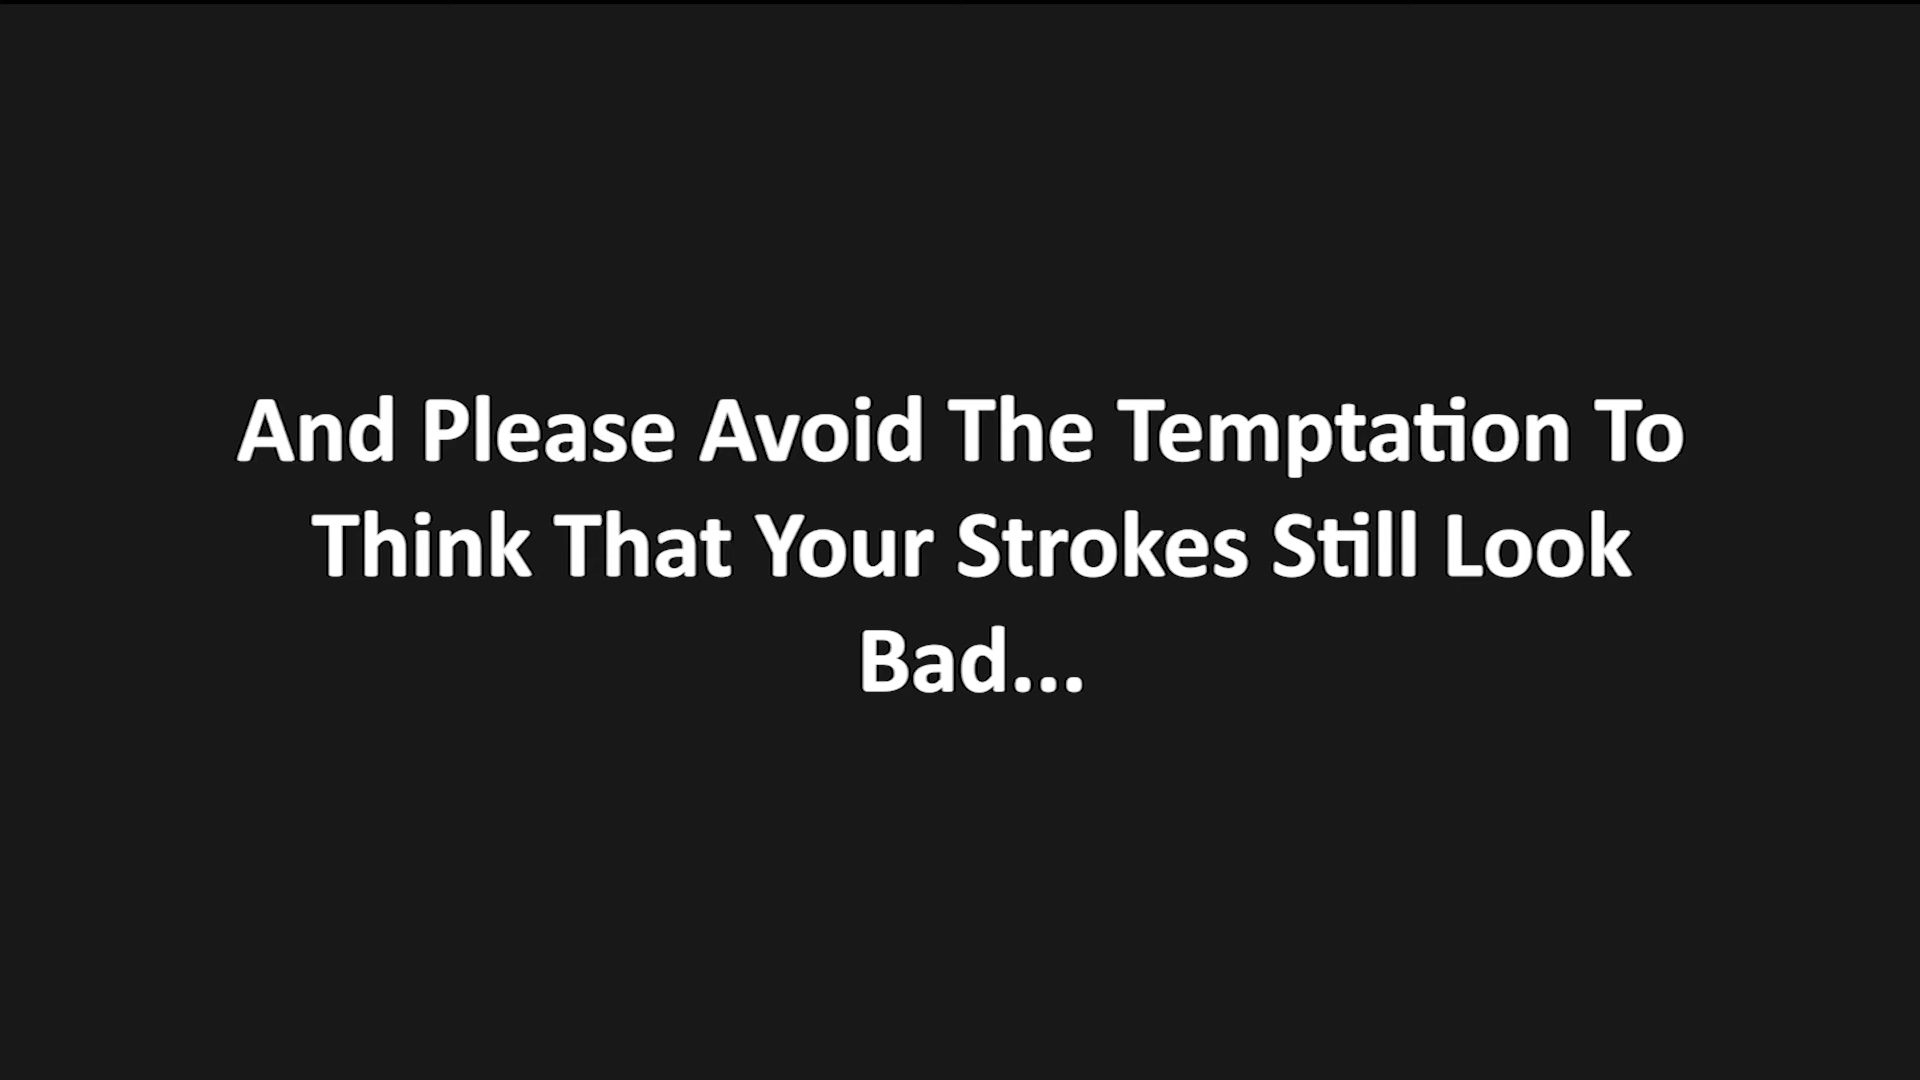 And Please Avoid The Temptation To
Think That Your Strokes Still Look
Bad...